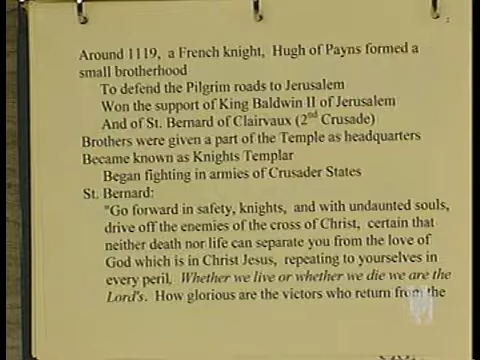 Around 1119, a French knight, Hugh of Payns formed a
small brotherhood
To defend the Pilgrim roads to Jerusalem
Won the support of King Baldwin II of Jerusalem
And of St. Bernard of Clairvaux (2nd Crusade)
Brothers were given a part of the Temple as headquarters
Became known as Knights Templar
Began fighting in armies of Crusader States
St. Bernard:
"Go forward in safety, knights, and with undaunted souls,
drive off the enemies of the cross of Christ, certain that
neither death nor life can separate you from the love of
God which is in Christ Jesus, repeating to yourselves in
every peril, Whether we live or whether we die we are the
Lord's. How glorious are the victors who return from the